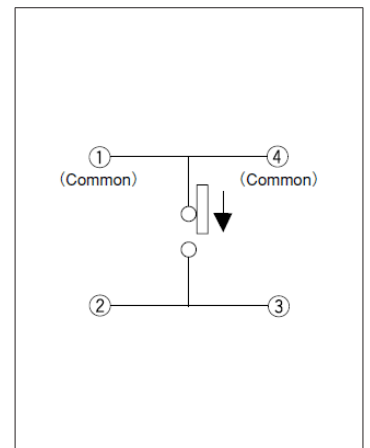 ① ④
（Common） （Common）
② ③